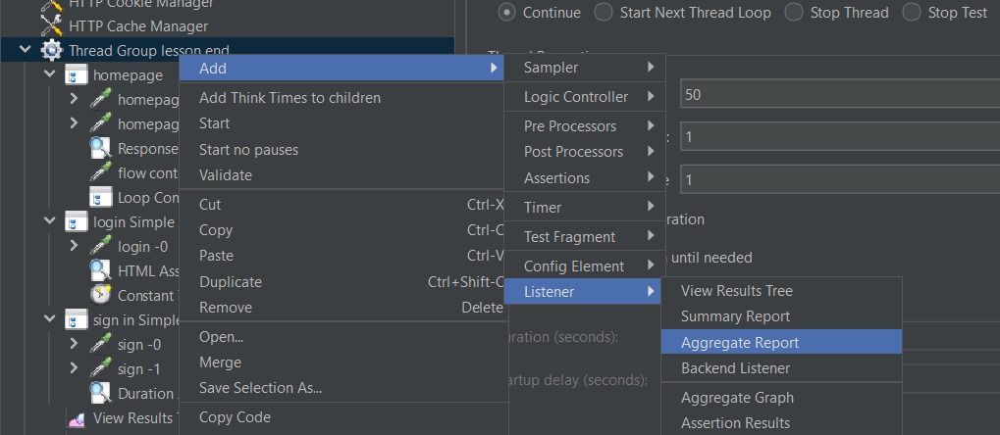 HTTP Cookie Manager
HTTP Cache Manager
Thread Group lesson end
homepage
homepag
homepag
Response
flow cont
Loop Con
login Simple
login -0
HTML Ass
Constant
sign in Simple
sign -0
sign -1
Duration
View Results T
Continue Start Next Thread Loop Stop Thread Stop Test
50
: 1
1
ration
until needed
uration (seconds):
artup delay (seconds):
Add
Add Think Times to children
Start
Start no pauses
Validate
Cut Ctrl-X
Copy Ctrl-C
Paste Ctrl-V
Duplicate Ctrl+Shift-C
Remove Delete
Open...
Merge
Save Selection As...
Copy Code
Sampler
Logic Controller
Pre Processors
Post Processors
Assertions
Timer
Test Fragment
Config Element
Listener
View Results Tree
Summary Report
Aggregate Report
Backend Listener
Aggregate Graph
Assertion Results